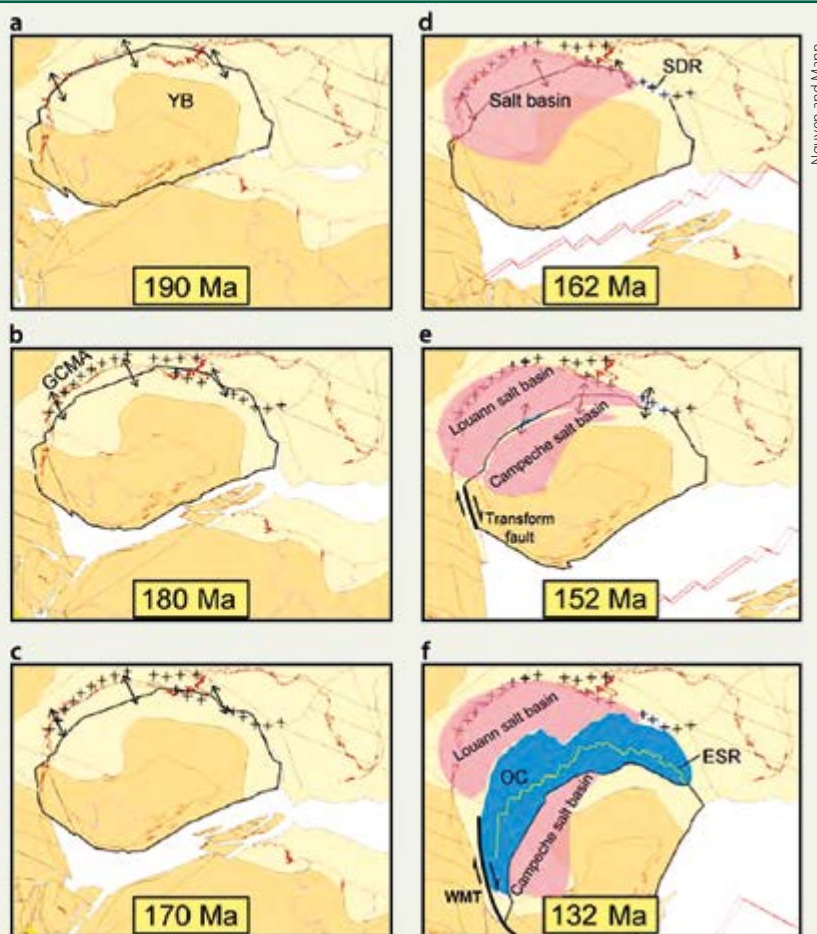 a
YB
190 Ma
b
GCMA
180 Ma
c
170 Ma
d
SDR
Salt basin
162 Ma
e
Louann salt basin
Campeche salt basin
Transform
fault
152 Ma
f
Louann salt basin
OC
ESR
Campeche salt basin
WMT
132 Ma
Nguyen and Mann